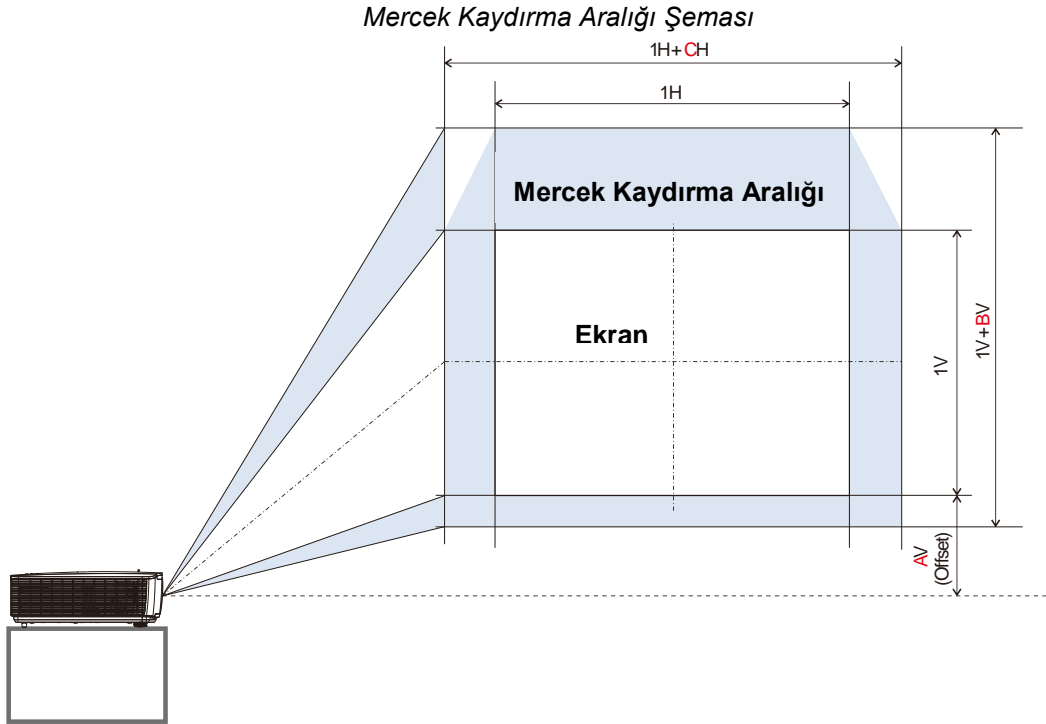 Mercek Kaydırma Aralığı Şeması
1H+CH
1H
Mercek Kaydırma Aralığı
Ekran
1V
1V+BV
AV
(Offset)